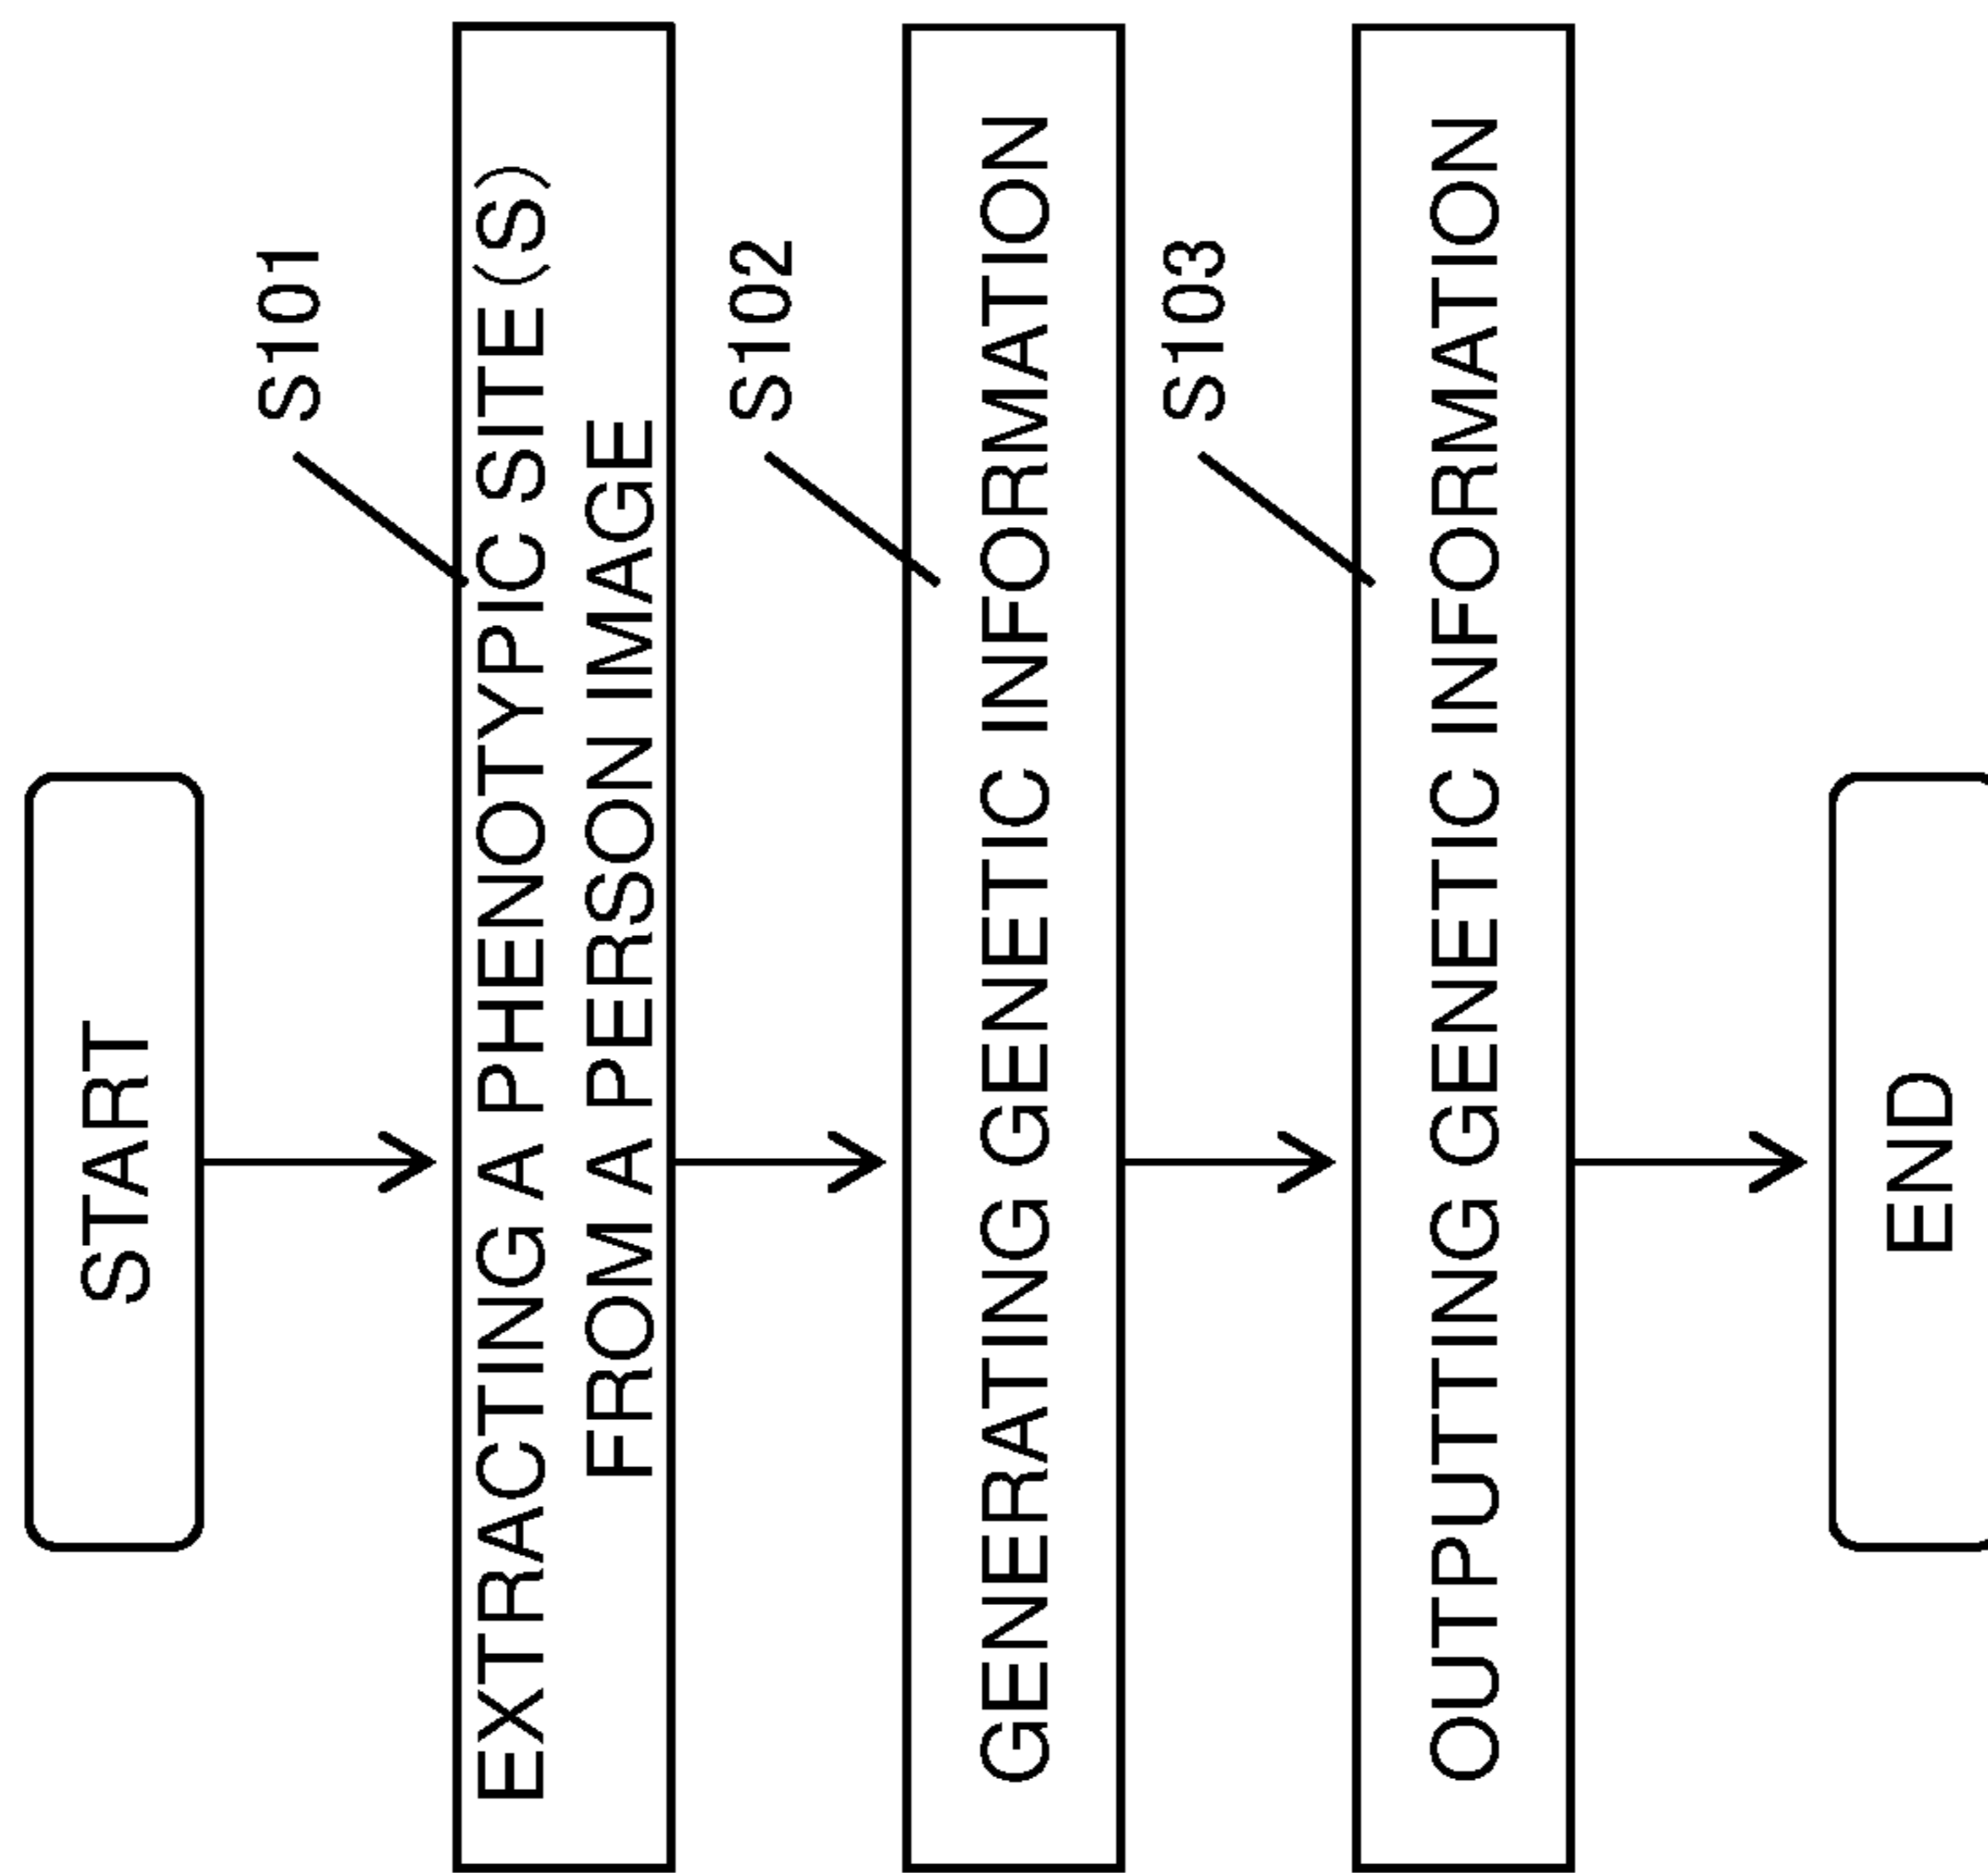 START
S101
EXTRACTING A PHENOTYPIC SITE(S)
FROM A PERSON IMAGE
S102
GENERATING GENETIC INFORMATION
S103
OUTPUTTING GENETIC INFORMATION
END